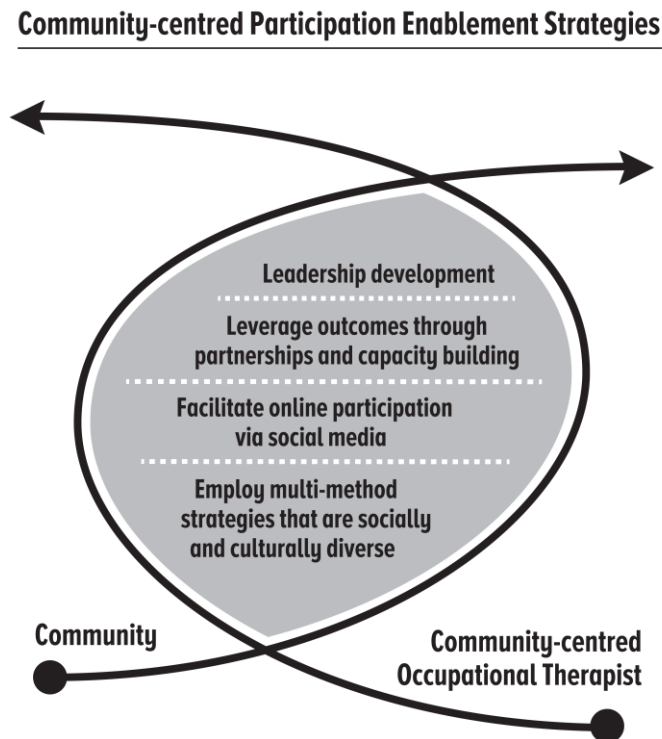 Community-centred Participation Enablement Strategies
Leadership development
Leverage outcomes through
partnerships and capacity building
Facilitate online participation
via social media
Employ multi-method
strategies that are socially
and culturally diverse
Community
Community-centred
Occupational Therapist